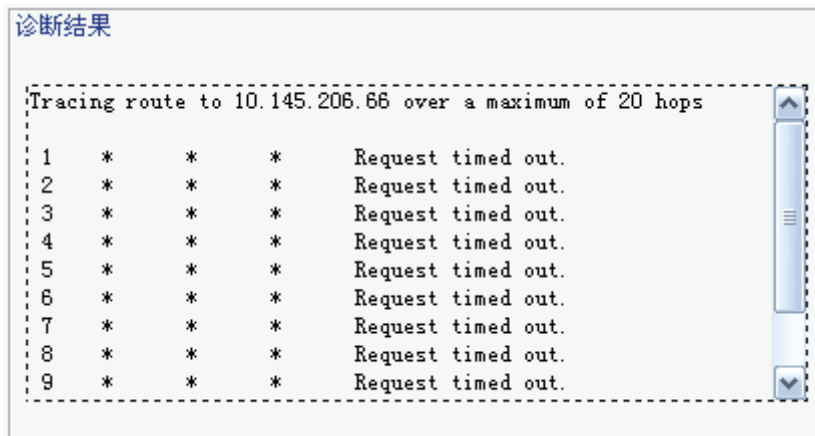 诊断结果
Tracing route to 10.145.206.66 over a maximum of 20 hops
1 * * * Request timed out.
2 * * * Request timed out.
3 * * * Request timed out.
4 * * * Request timed out.
5 * * * Request timed out.
6 * * * Request timed out.
7 * * * Request timed out.
8 * * * Request timed out.
9 * * * Request timed out.